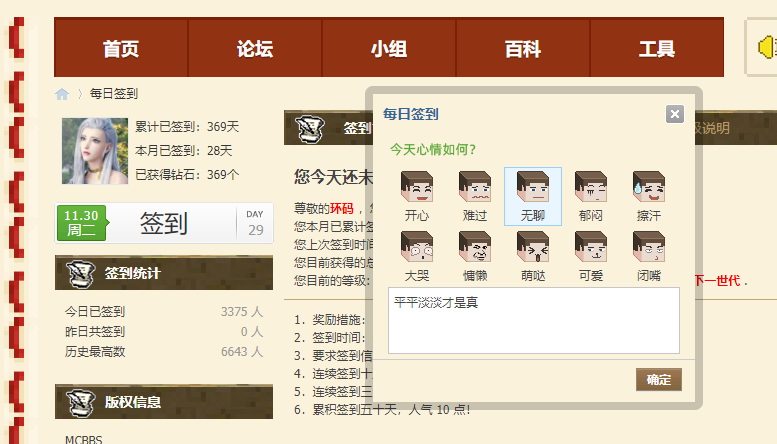 首页 论坛 小组 百科 工具
每日签到
累计已签到：369天
本月已签到：28天
已获得钻石：369个
11.30
周二
签到
DAY
29
签到统计
今日已签到 3375 人
昨日共签到 0 人
历史最高数 6643 人
版权信息
MCBBS
签到
级说明
您今天还未
尊敬的环码，
您本月已累计签
您上次签到时间
您目前获得的总
您目前的等级:
下一世代 .
1. 奖励措施:
2. 签到时间:
3. 要求签到信
4. 连续签到十
5. 连续签到三
6. 累积签到五十天，人气 10 点!
每日签到
今天心情如何?
开心 难过 无聊 郁闷 擦汗
大哭 慵懒 萌哒 可爱 闭嘴
平平淡淡才是真
确定